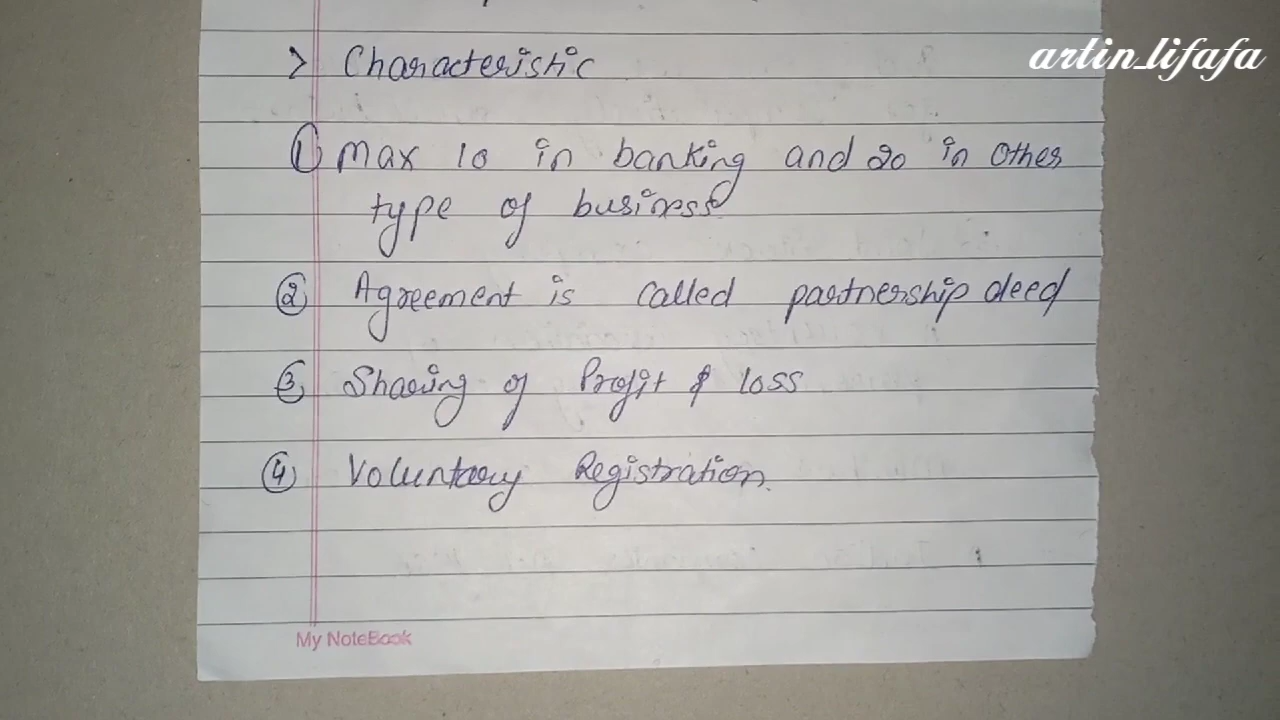 artin_lifafa
> Characteristic
① Max 10 in banking and 20 in Other
type of business
② Agreement is called partnership deed
③ Sharing of Profit & loss
④ Voluntary Registration.
My NoteBook